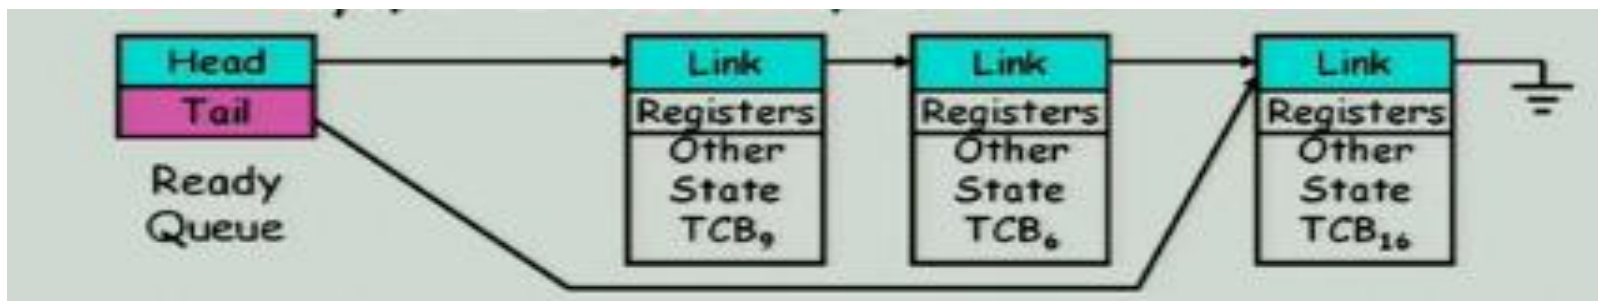 Head
Tail
Ready
Queue
Link
Registers
Other
State
TCB₉
Link
Registers
Other
State
TCB₆
Link
Registers
Other
State
TCB₁₆